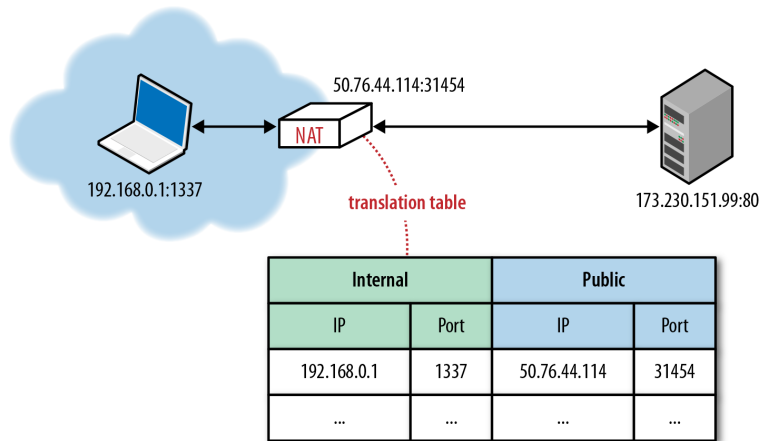 50.76.44.114:31454
NAT
192.168.0.1:1337
173.230.151.99:80
translation table
Internal Public
IP Port IP Port
192.168.0.1 1337 50.76.44.114 31454
... ... ... ...